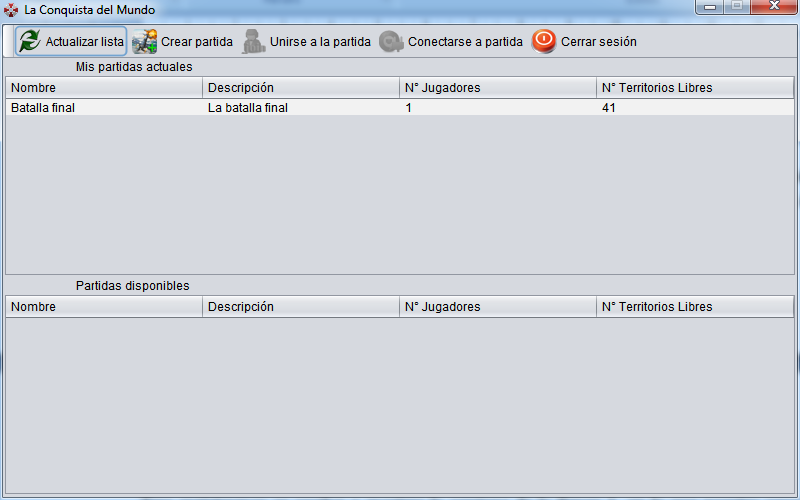 La Conquista del Mundo
Actualizar lista Crear partida Unirse a la partida Conectarse a partida Cerrar sesión
Mis partidas actuales
Nombre Descripción N° Jugadores N° Territorios Libres
Batalla final La batalla final 1 41
Partidas disponibles
Nombre Descripción N° Jugadores N° Territorios Libres